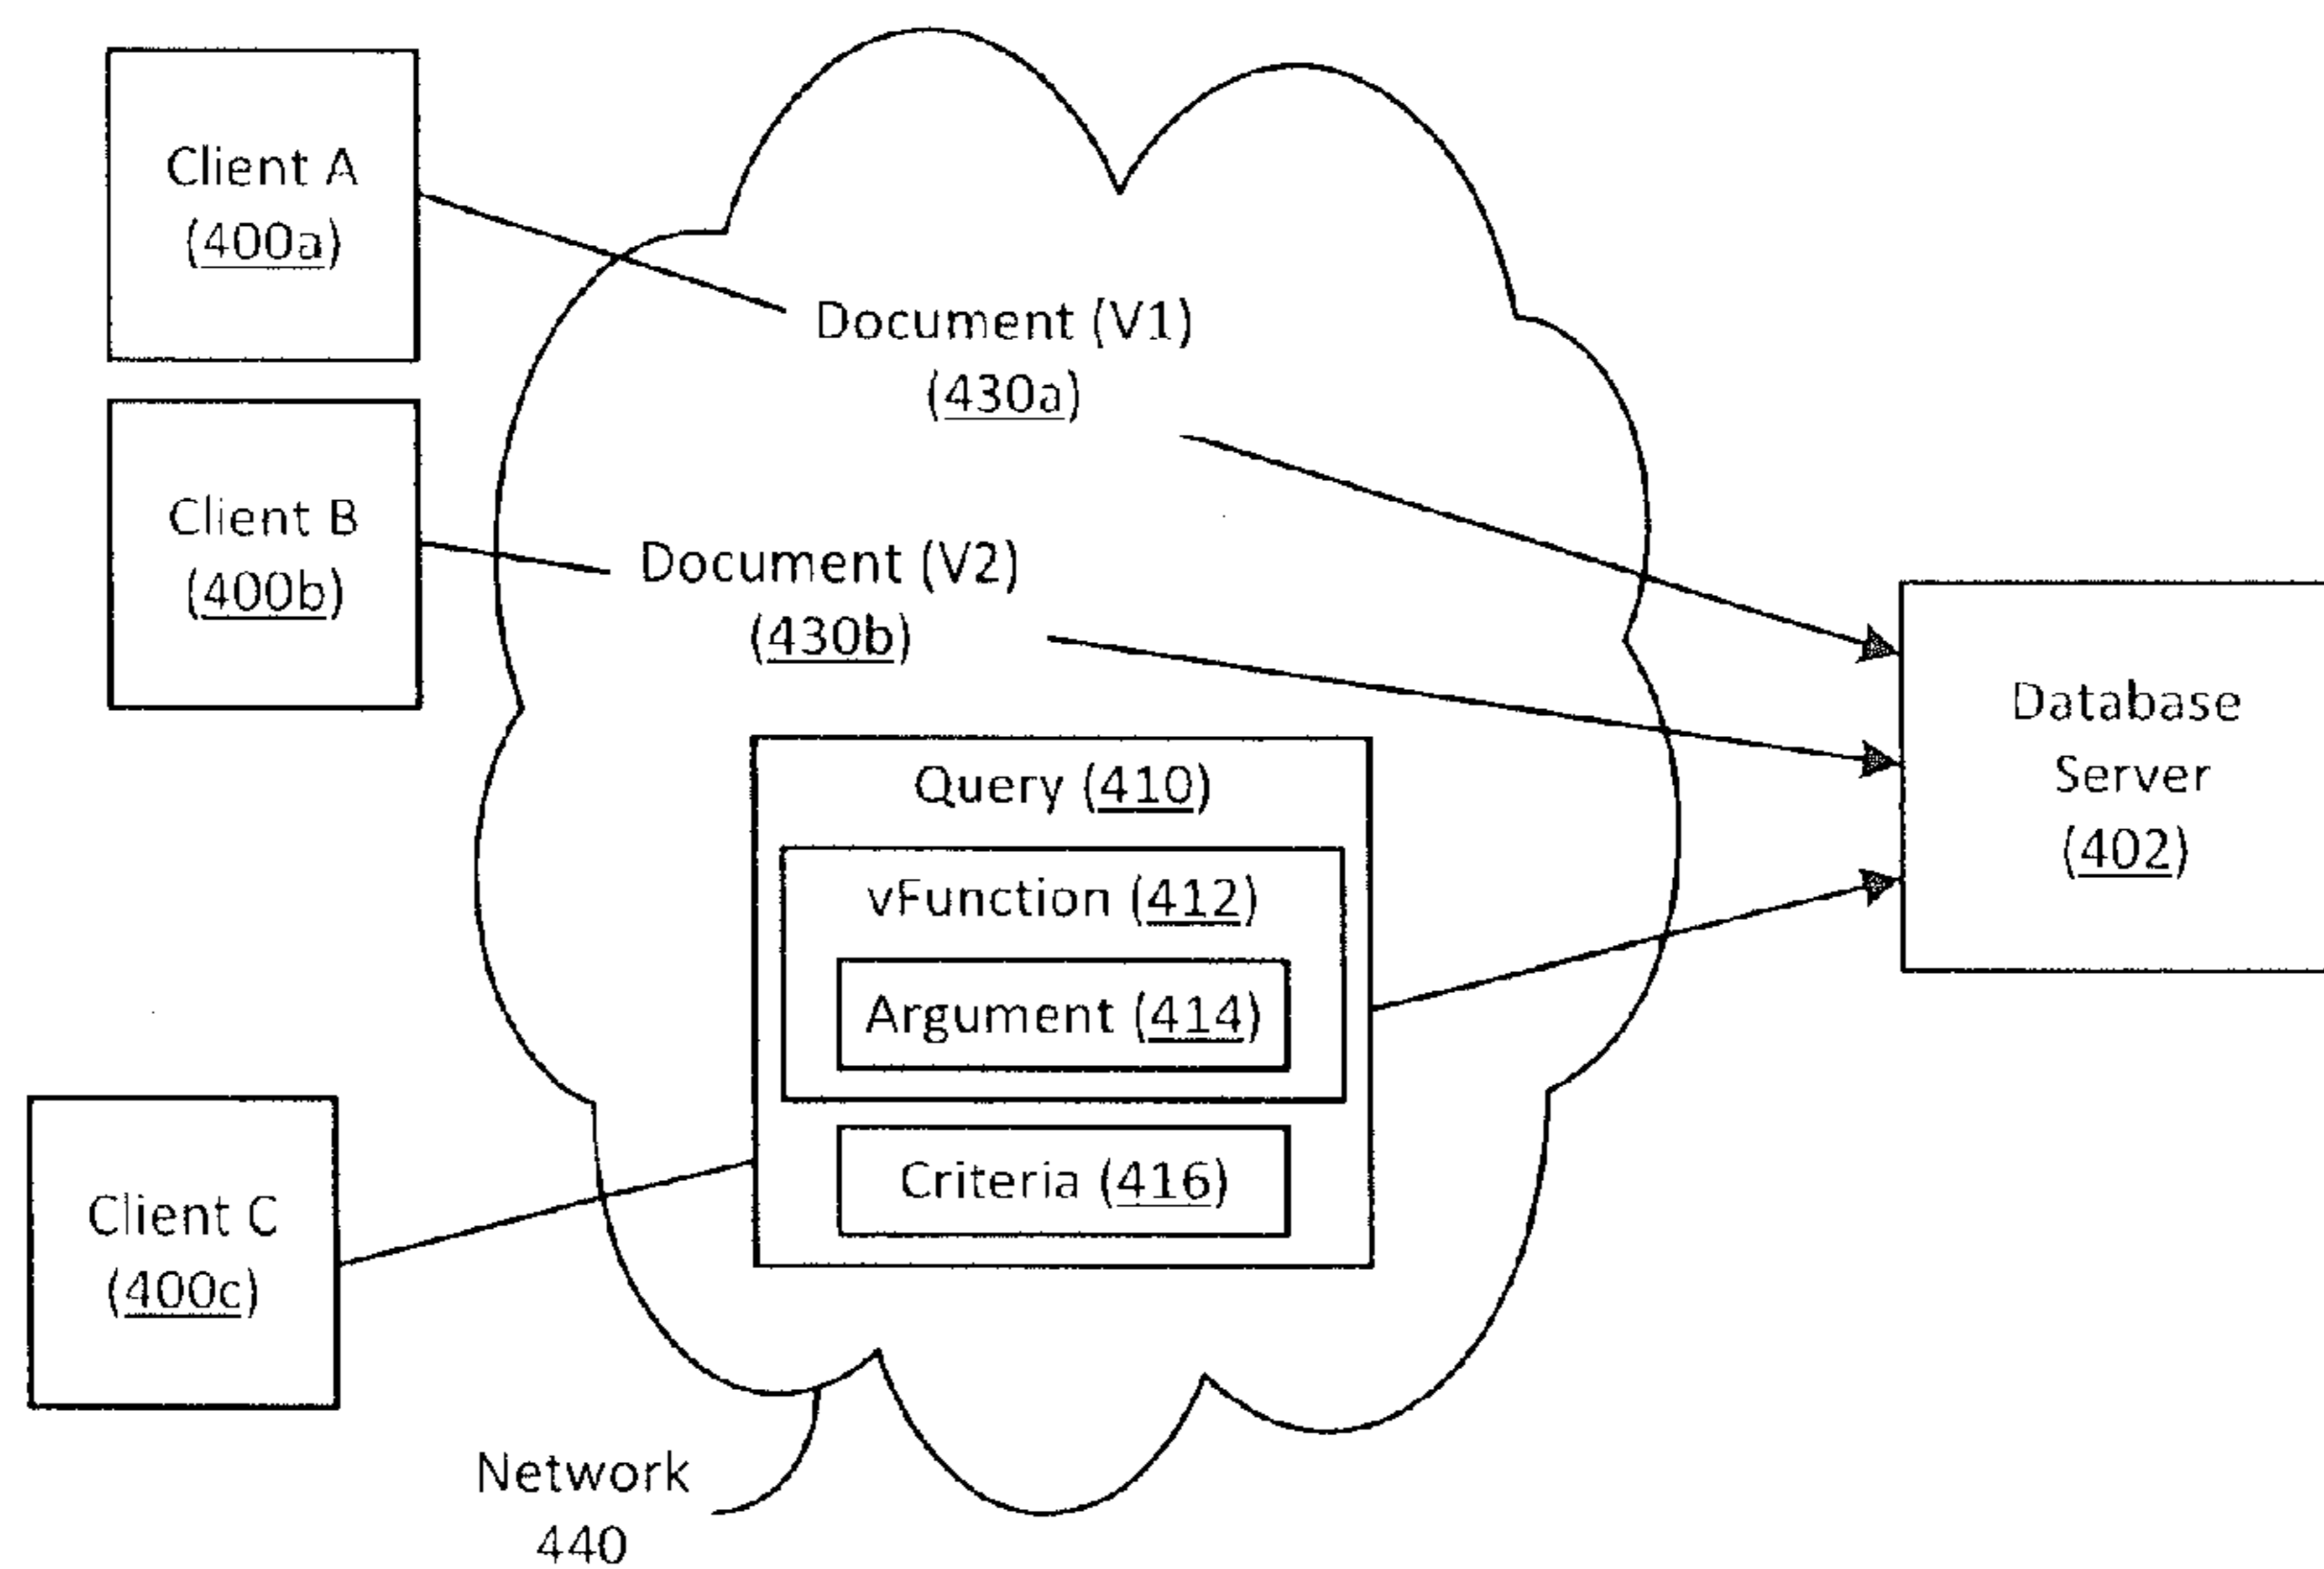 Client A
(400a)
Document (V1)
(430a)
Client B
(400b)
Document (V2)
(430b)
Database
Server
(402)
Query (410)
vFunction (412)
Argument (414)
Criteria (416)
Client C
(400c)
Network
440